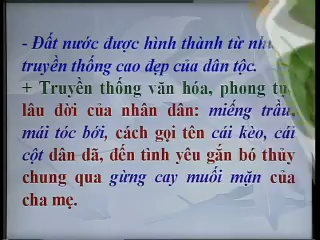 - Đất nước được hình thành từ
truyền thống cao đẹp của dân tộc.
+ Truyền thống văn hóa, phong
lâu đời của nhân dân: miếng trầu,
mái tóc bới, cách gọi tên cái kèo, cái
cột dân dã, đến tình yêu gắn bó thủy
chung qua gừng cay muối mặn của
cha mẹ.